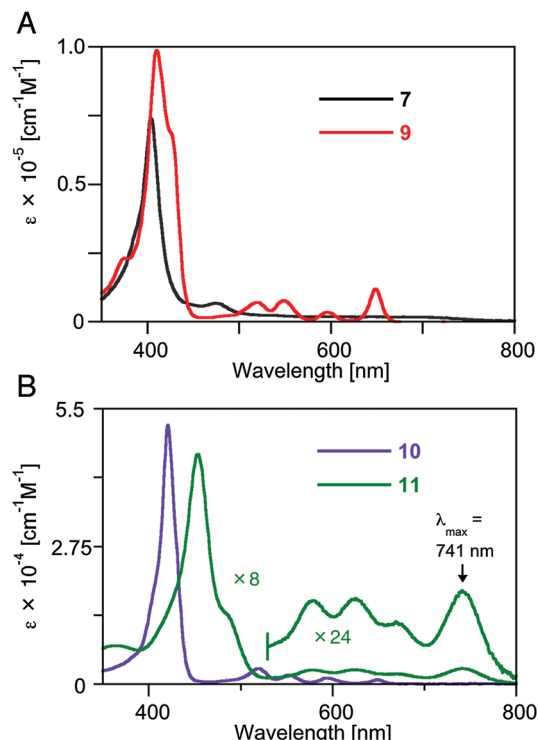 A
1.0
0.5
0
ε × 10⁻⁵ [cm⁻¹M⁻¹]
7
9
400
600
800
Wavelength [nm]
B
5.5
2.75
0
ε × 10⁻⁴ [cm⁻¹M⁻¹]
10
11
λmax =
741 nm
×8
×24
400
600
800
Wavelength [nm]